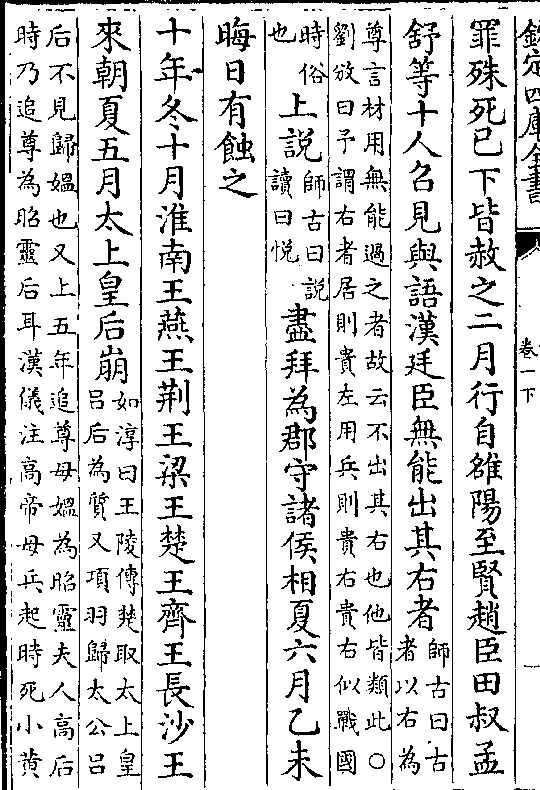 欽定四庫全書
卷一下
罪殊死已下皆赦之二月行自雒陽至賢趙臣田叔孟
舒等十人召見與語漢廷臣無能出其右者
師古曰古
者以右為
尊言材用無能過之者故云不出其右也他皆類此○
劉攽曰予謂右者居則貴左用兵則貴右貴右似戰國
時俗
也
上説
師古曰説
讀曰悦
盡拜為郡守諸侯相夏六月乙未
晦日有蝕之
十年冬十月淮南王燕王荆王梁王楚王齊王長沙王
來朝夏五月太上皇后崩
如淳曰王陵傳楚取太上皇
吕后為質又項羽歸太公吕
后不見歸媼也又上五年追尊母媼為昭靈夫人高后
時乃追尊為昭靈后耳漢儀注高帝母兵起時死小黄